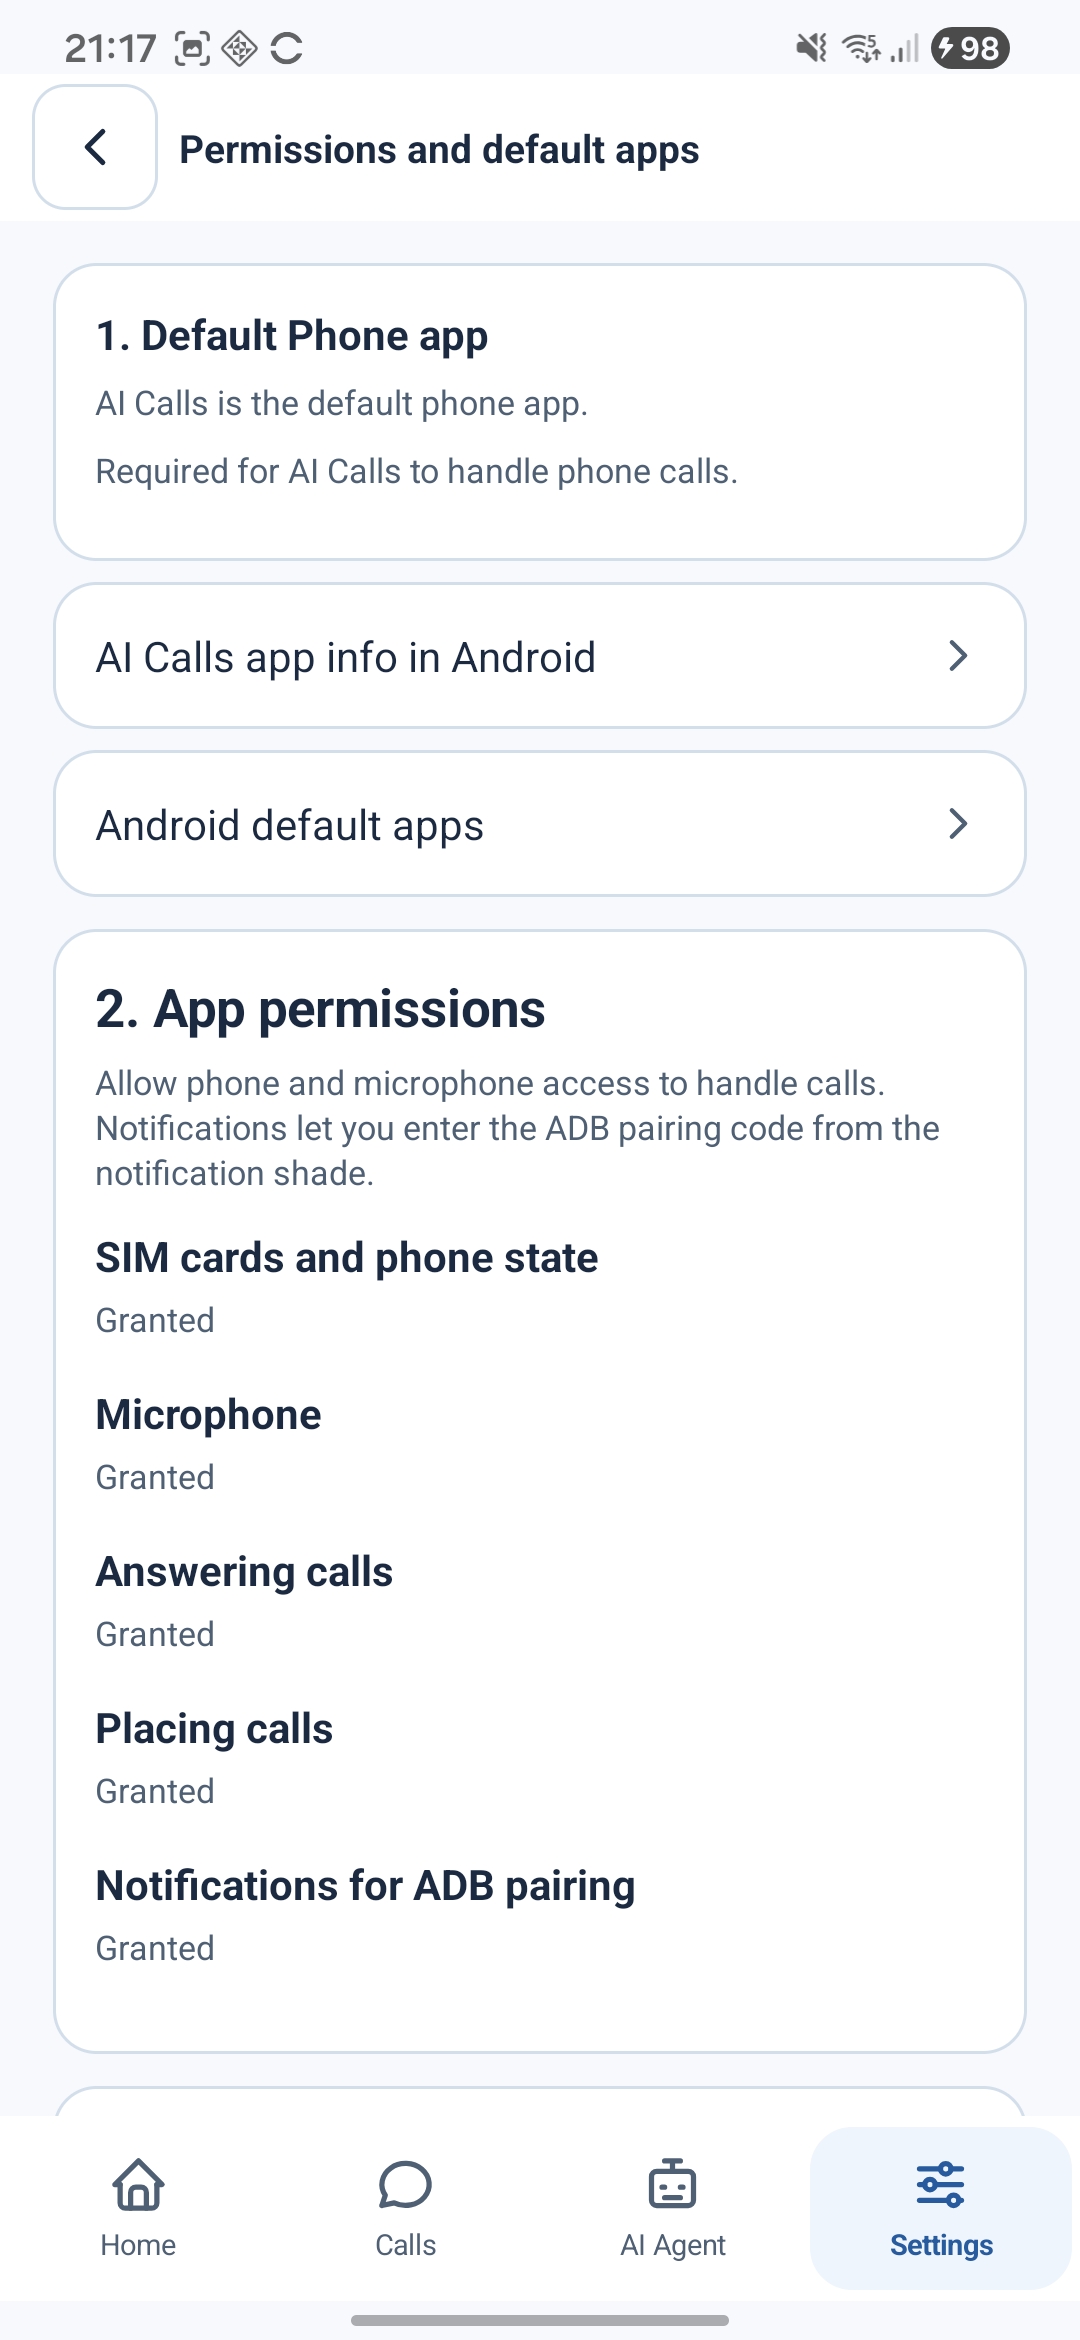 21:17
5
98
Permissions and default apps
1. Default Phone app
AI Calls is the default phone app.
Required for AI Calls to handle phone calls.
AI Calls app info in Android
Android default apps
2. App permissions
Allow phone and microphone access to handle calls.
Notifications let you enter the ADB pairing code from the
notification shade.
SIM cards and phone state
Granted
Microphone
Granted
Answering calls
Granted
Placing calls
Granted
Notifications for ADB pairing
Granted
Home
Calls
AI Agent
Settings